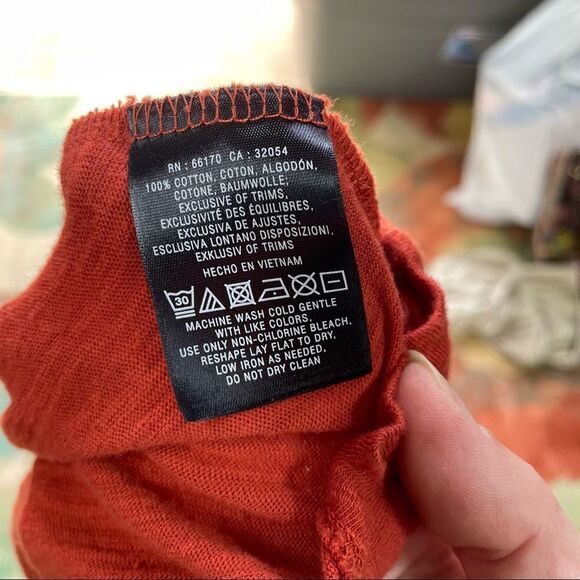 RN : 66170 CA : 32054
100% COTTON, COTON, ALGODÓN,
COTONE, BAUMWOLLE;
EXCLUSIVE OF TRIMS
EXCLUSIVITÉ DES ÉQUILIBRES,
EXCLUSIVA DE AJUSTES,
ESCLUSIVA LONTANO DISPOSIZIONI,
EXKLUSIV OF TRIMS
HECHO EN VIETNAM
30
MACHINE WASH COLD GENTLE
WITH LIKE COLORS.
USE ONLY NON-CHLORINE BLEACH.
RESHAPE LAY FLAT TO DRY.
LOW IRON AS NEEDED.
DO NOT DRY CLEAN